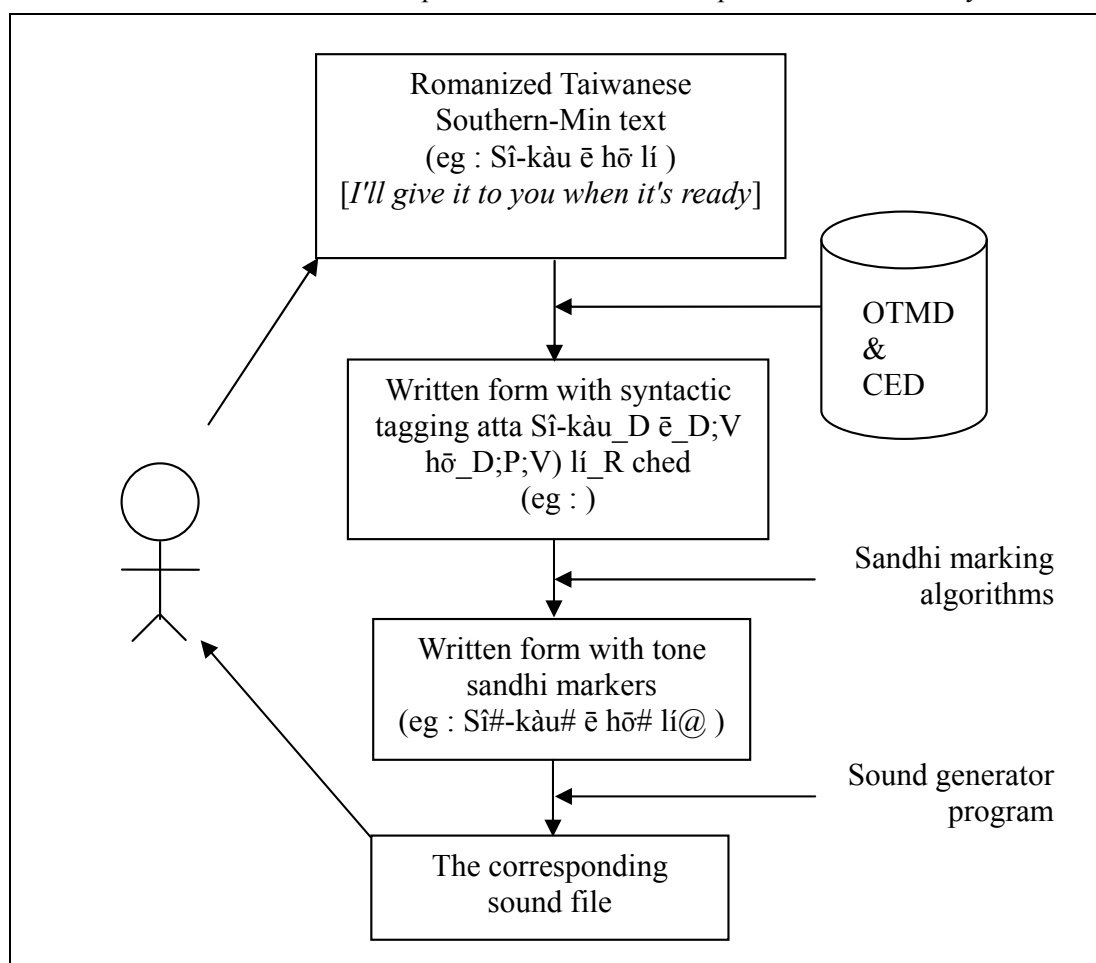 Romanized Taiwanese
Southern-Min text
(eg : Sî-kàu ē hō͘ lí )
[I'll give it to you when it's ready]
OTMD
&
CED
Written form with syntactic
tagging atta Sî-kàu_D ē_D;V
hō͘_D;P;V) lí_R ched
(eg : )
Sandhi marking
algorithms
Written form with tone
sandhi markers
(eg : Sî#-kàu# ē hō͘# lí@ )
Sound generator
program
The corresponding
sound file